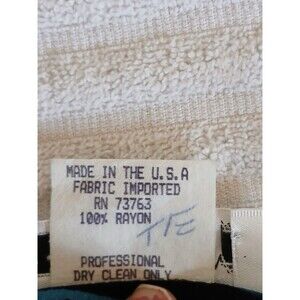 MADE IN THE U.S.A
FABRIC IMPORTED
RN 73763
100% RAYON
PROFESSIONAL
DRY CLEAN ONLY